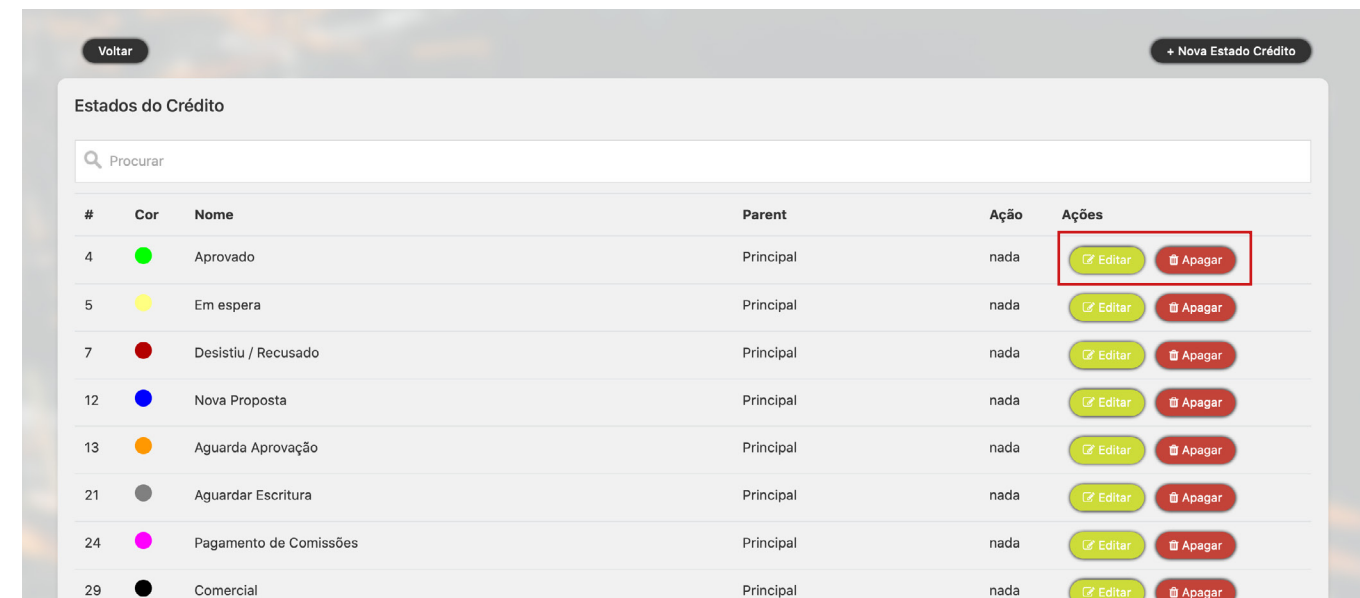 Voltar
+ Nova Estado Crédito
Estados do Crédito
Procurar
# Cor Nome Parent Ação Ações
4 Aprovado Principal nada Editar Apagar
5 Em espera Principal nada Editar Apagar
7 Desistiu / Recusado Principal nada Editar Apagar
12 Nova Proposta Principal nada Editar Apagar
13 Aguarda Aprovação Principal nada Editar Apagar
21 Aguardar Escritura Principal nada Editar Apagar
24 Pagamento de Comissões Principal nada Editar Apagar
29 Comercial Principal nada Editar Apagar